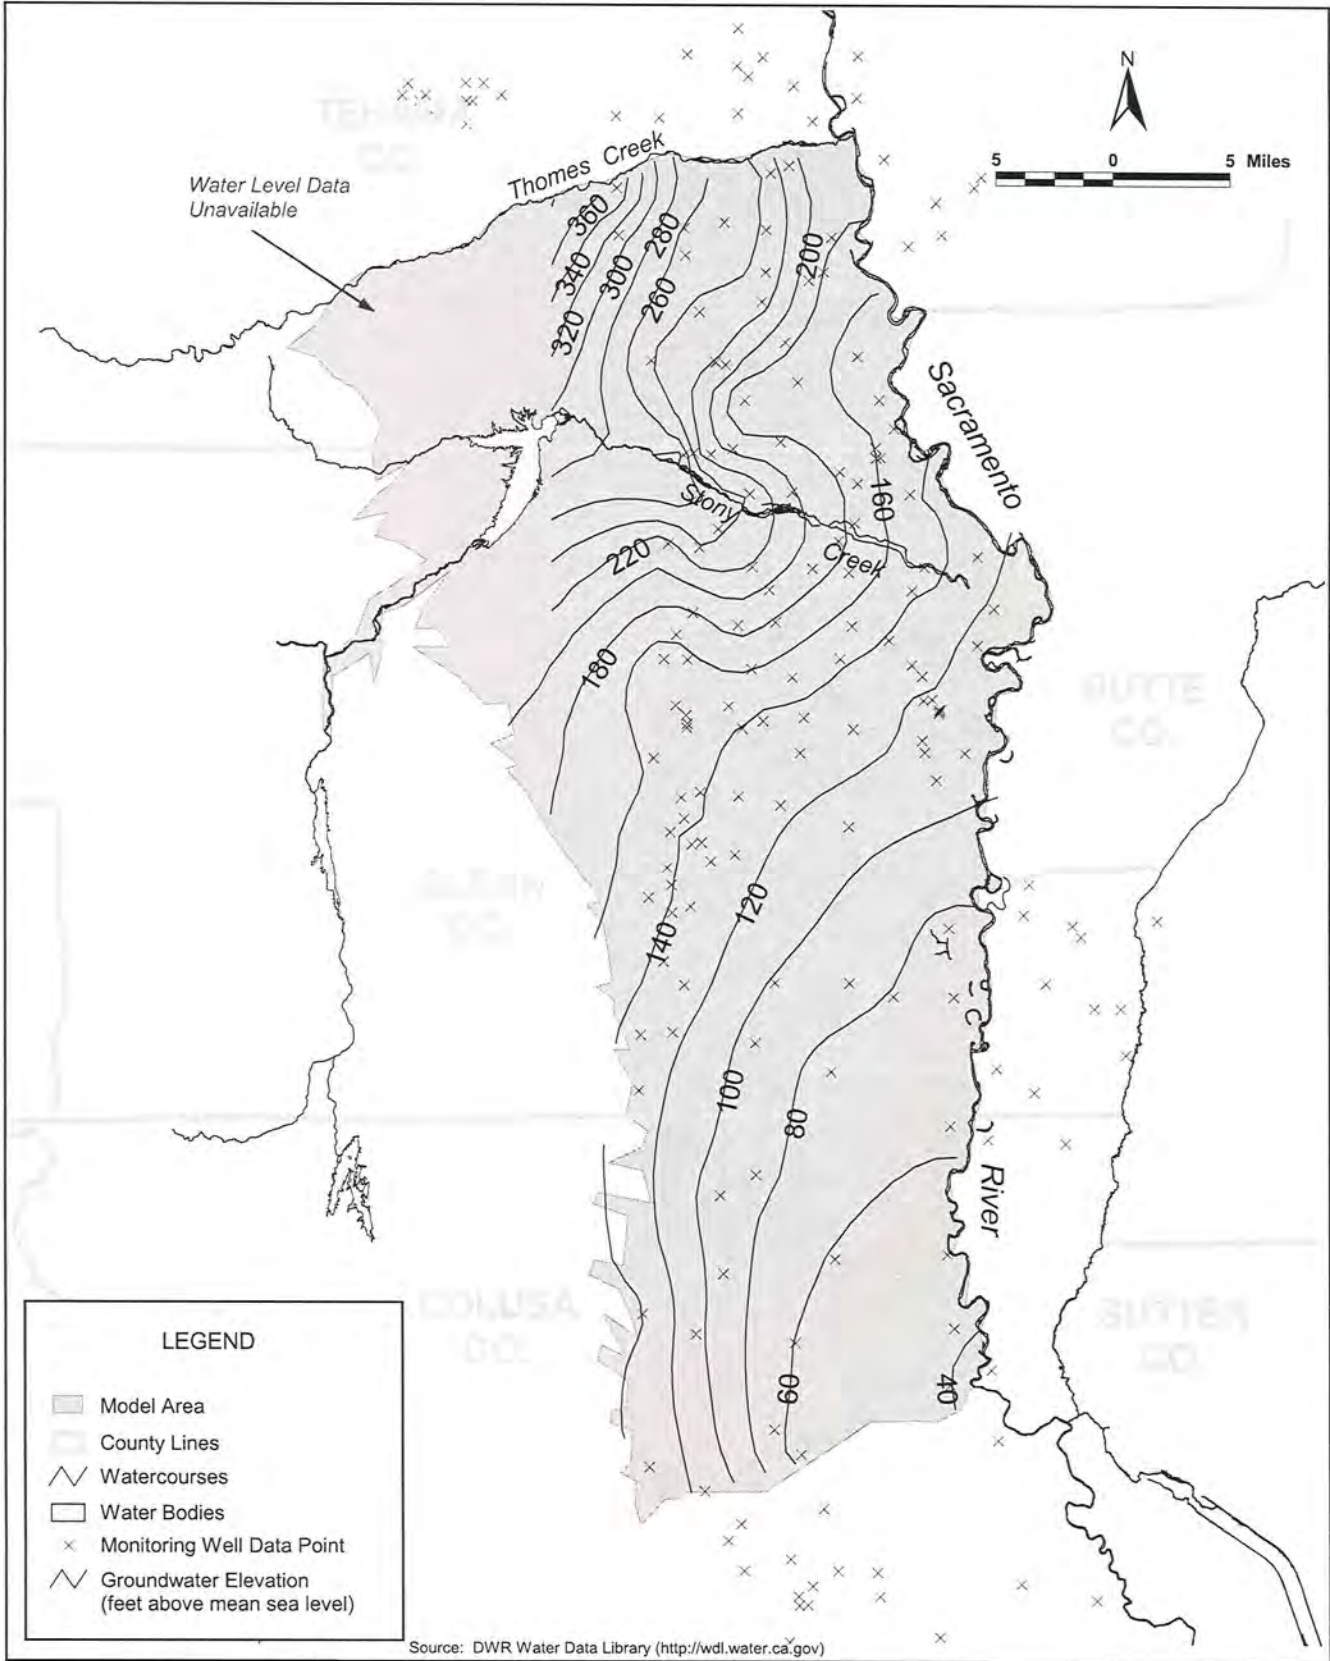 N
5 0 5 Miles
TEHAMA
CO.
Thomes Creek
Water Level Data
Unavailable
360
340
320
300
280
260
200
Sacramento
160
Stony
Creek
220
180
BUTTE
CO.
GLENN
CO.
120
140
100
80
River
COLUSA
CO.
SUTTER
CO.
60
40
LEGEND
Model Area
County Lines
Watercourses
Water Bodies
Monitoring Well Data Point
Groundwater Elevation
(feet above mean sea level)
Source: DWR Water Data Library (http://wdl.water.ca.gov)